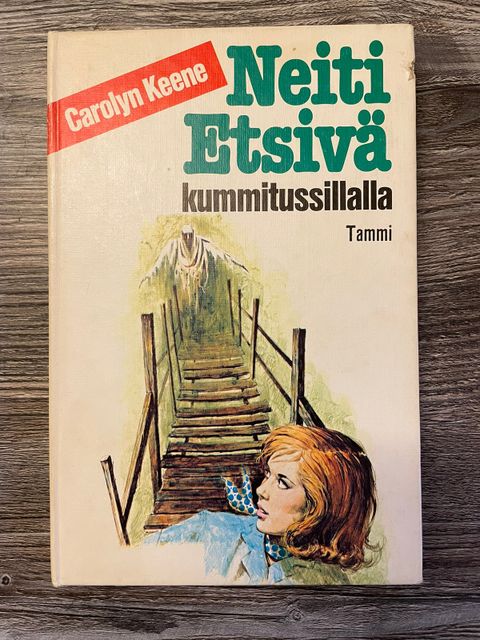 Carolyn Keene
Neiti
Etsivä
kummitussillalla
Tammi